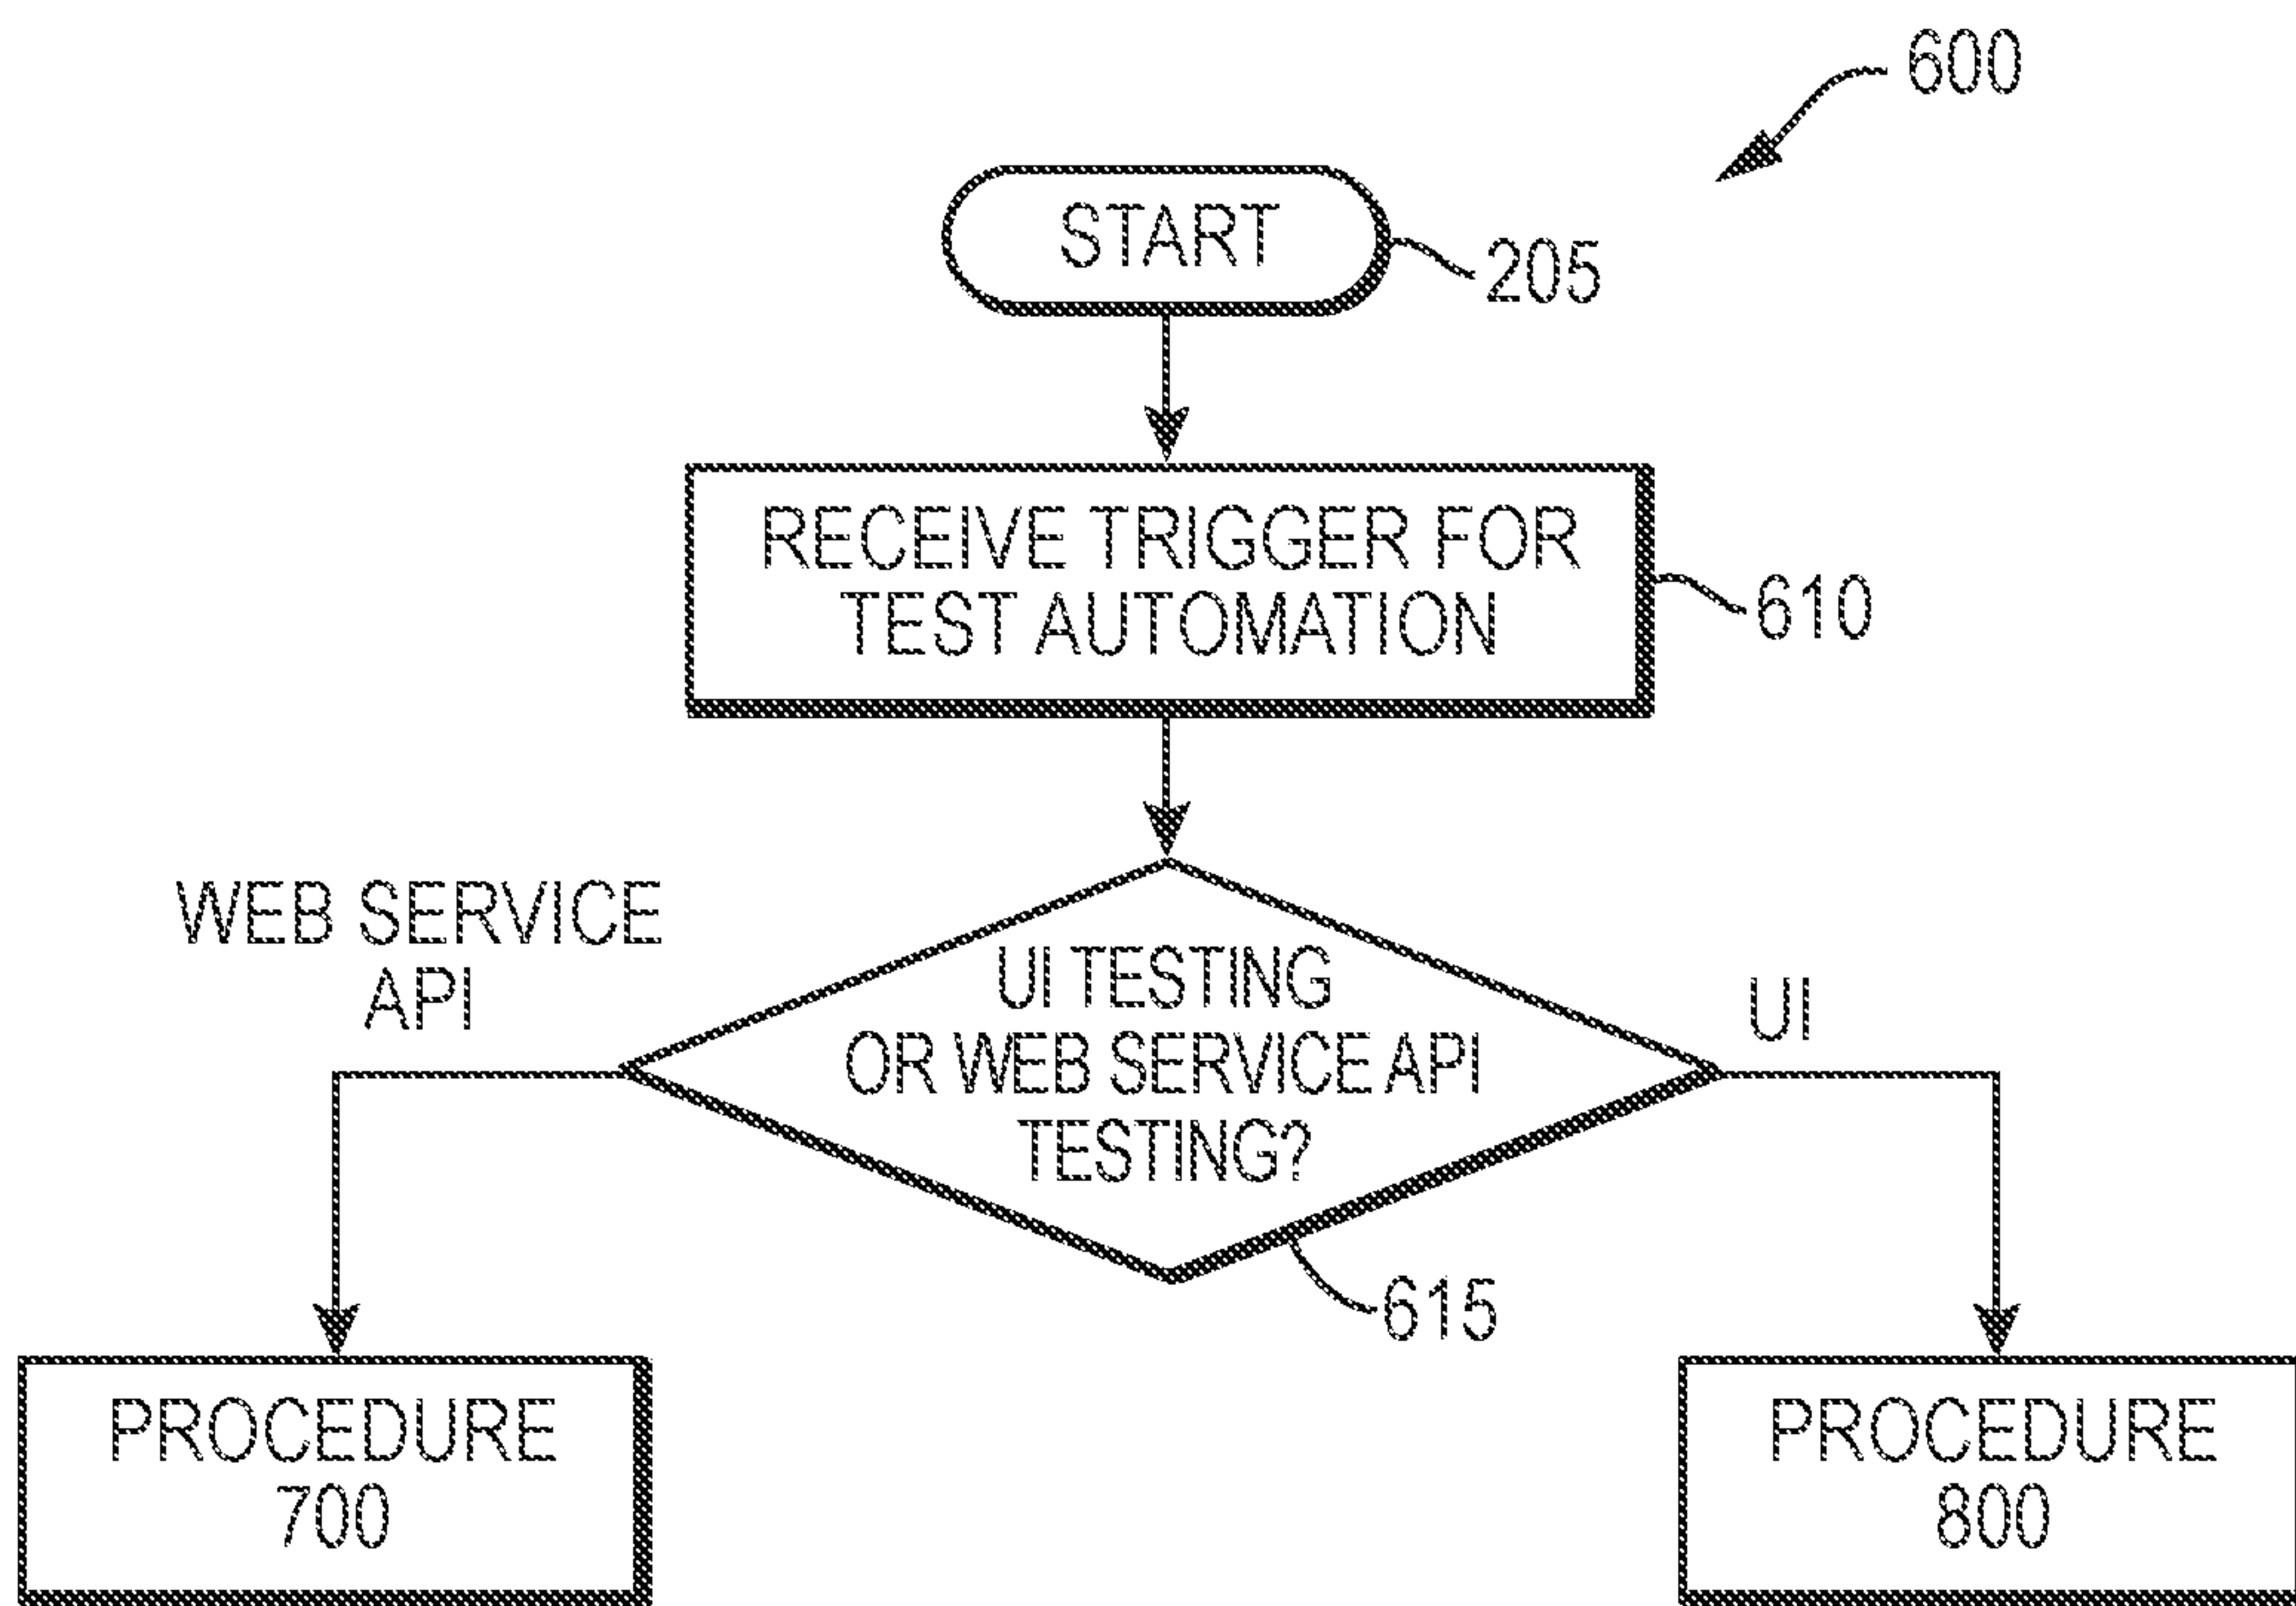 600
START
205
RECEIVE TRIGGER FOR
TEST AUTOMATION
610
WEB SERVICE
API
UI TESTING
OR WEB SERVICE API
TESTING?
UI
615
PROCEDURE
700
PROCEDURE
800